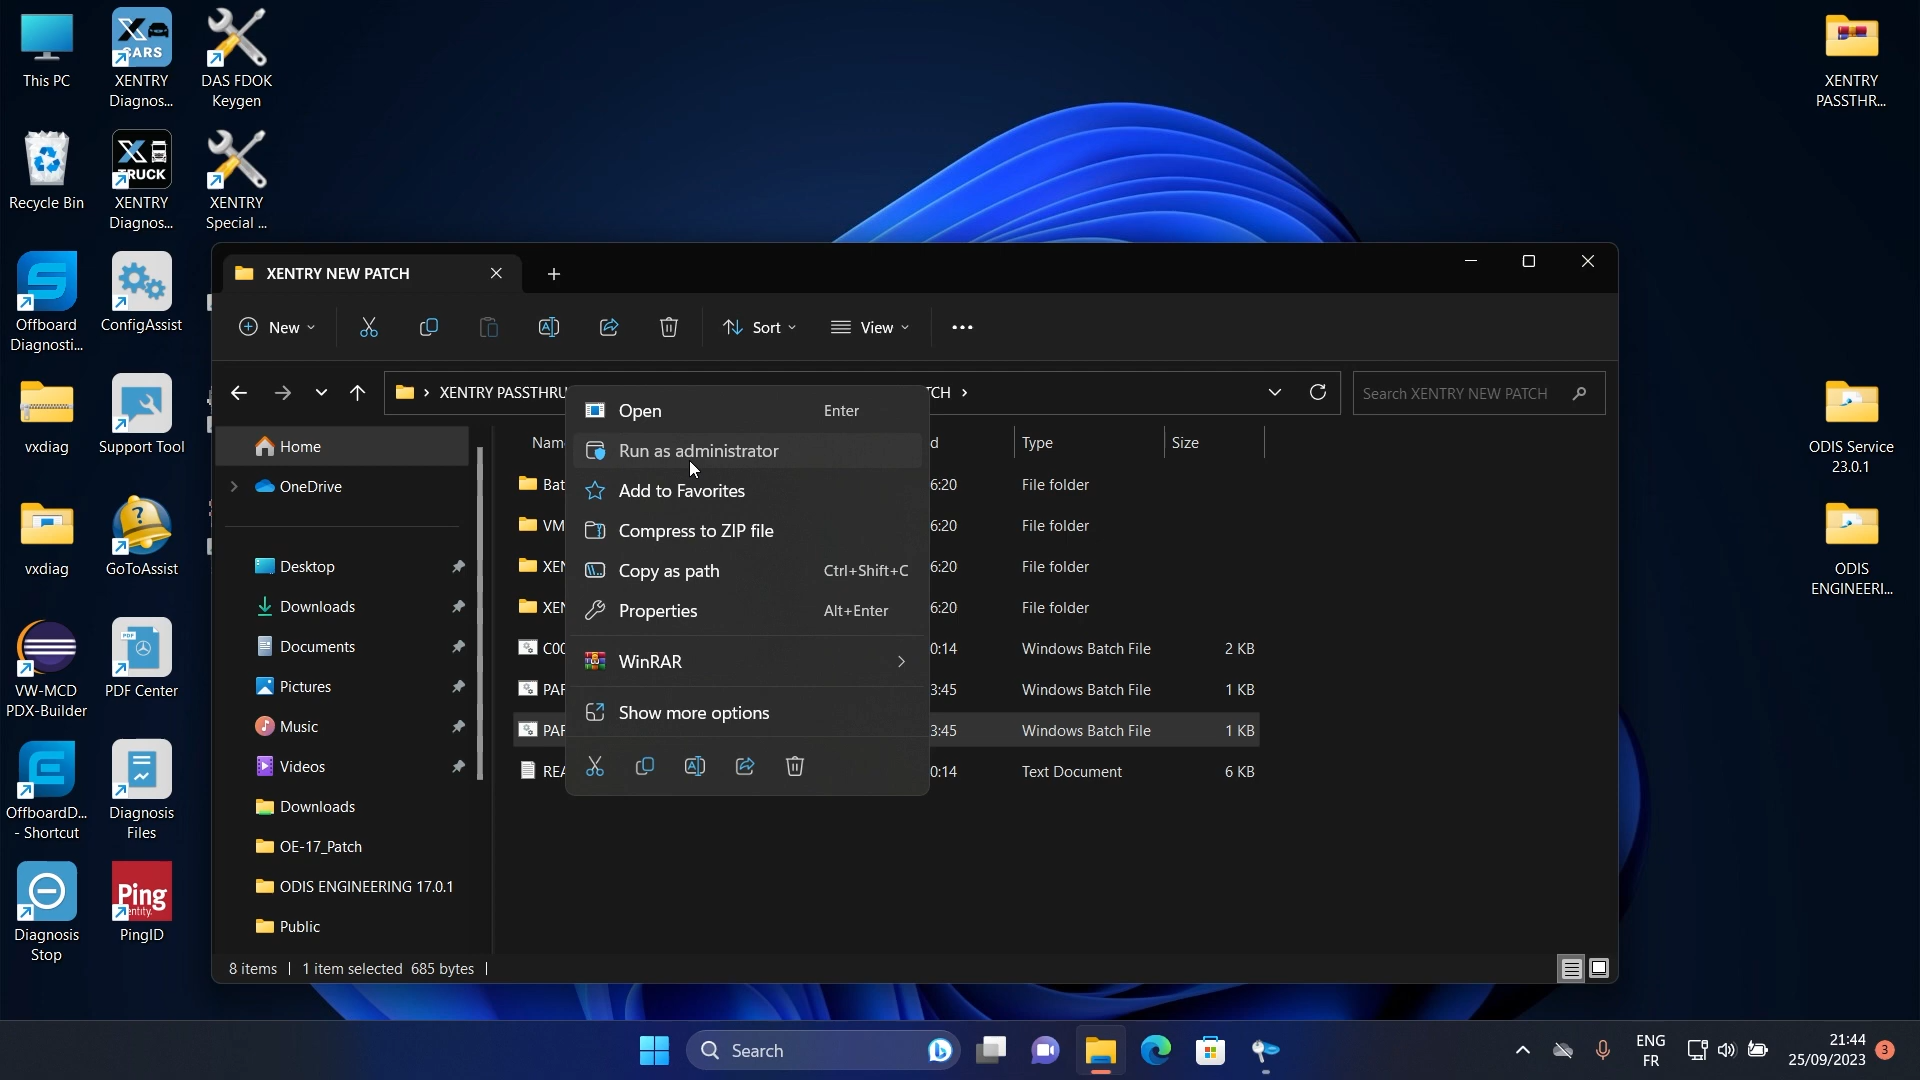 This PC
XENTRY
Diagnos...
DAS FDOK
Keygen
XENTRY
PASSTHR...
X
CARS
X
TRUCK
Recycle Bin
XENTRY
Diagnos...
XENTRY
Special ...
Offboard
Diagnosti...
ConfigAssist
vxdiag
Support Tool
vxdiag
GoToAssist
VW-MCD
PDX-Builder
PDF
PDF Center
OffboardD...
- Shortcut
Diagnosis
Files
Diagnosis
Stop
Ping
entity.
PingID
ODIS Service
23.0.1
ODIS
ENGINEERI...
XENTRY NEW PATCH
New
Sort
View
XENTRY PASSTHRU
CH
Search XENTRY NEW PATCH
Home
OneDrive
Desktop
Downloads
Documents
Pictures
Music
Videos
Downloads
OE-17_Patch
ODIS ENGINEERING 17.0.1
Public
Nam
d
Type
Size
Bat
6:20
File folder
VM
6:20
File folder
XEN
6:20
File folder
XEN
6:20
File folder
0:14
Windows Batch File
2 KB
3:45
Windows Batch File
1 KB
3:45
Windows Batch File
1 KB
REA
0:14
Text Document
6 KB
Open
Enter
Run as administrator
Add to Favorites
Compress to ZIP file
Copy as path
Ctrl+Shift+C
Properties
Alt+Enter
WinRAR
Show more options
8 items
1 item selected 685 bytes
Search
ENG
FR
21:44
25/09/2023
3